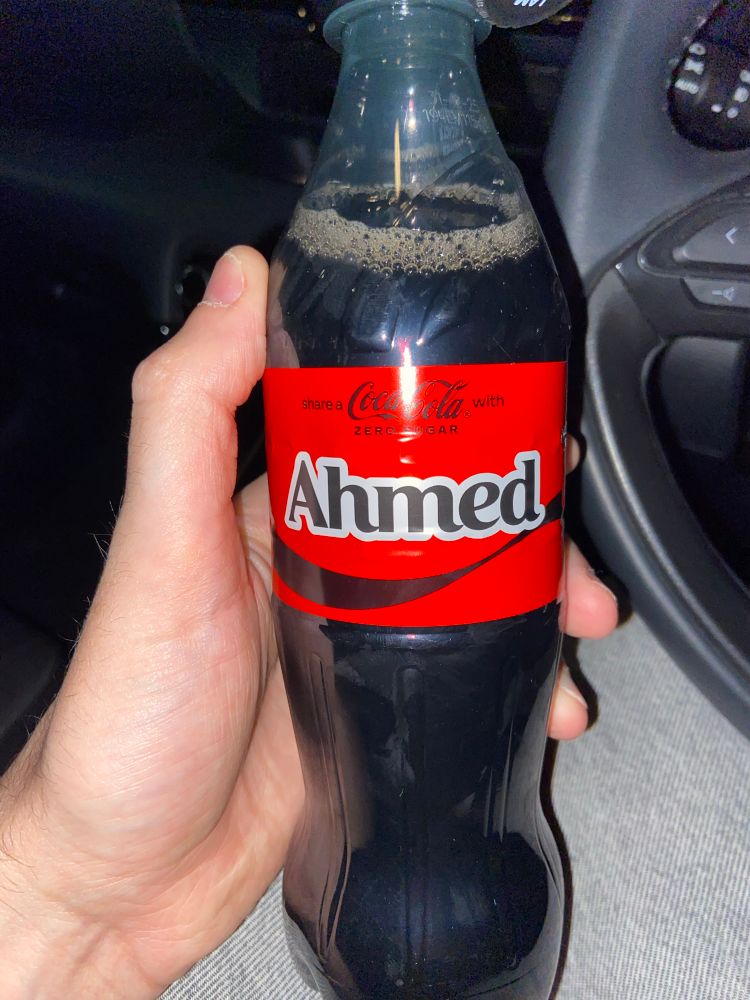 share a Coca-Cola® with
ZERO SUGAR
Ahmed